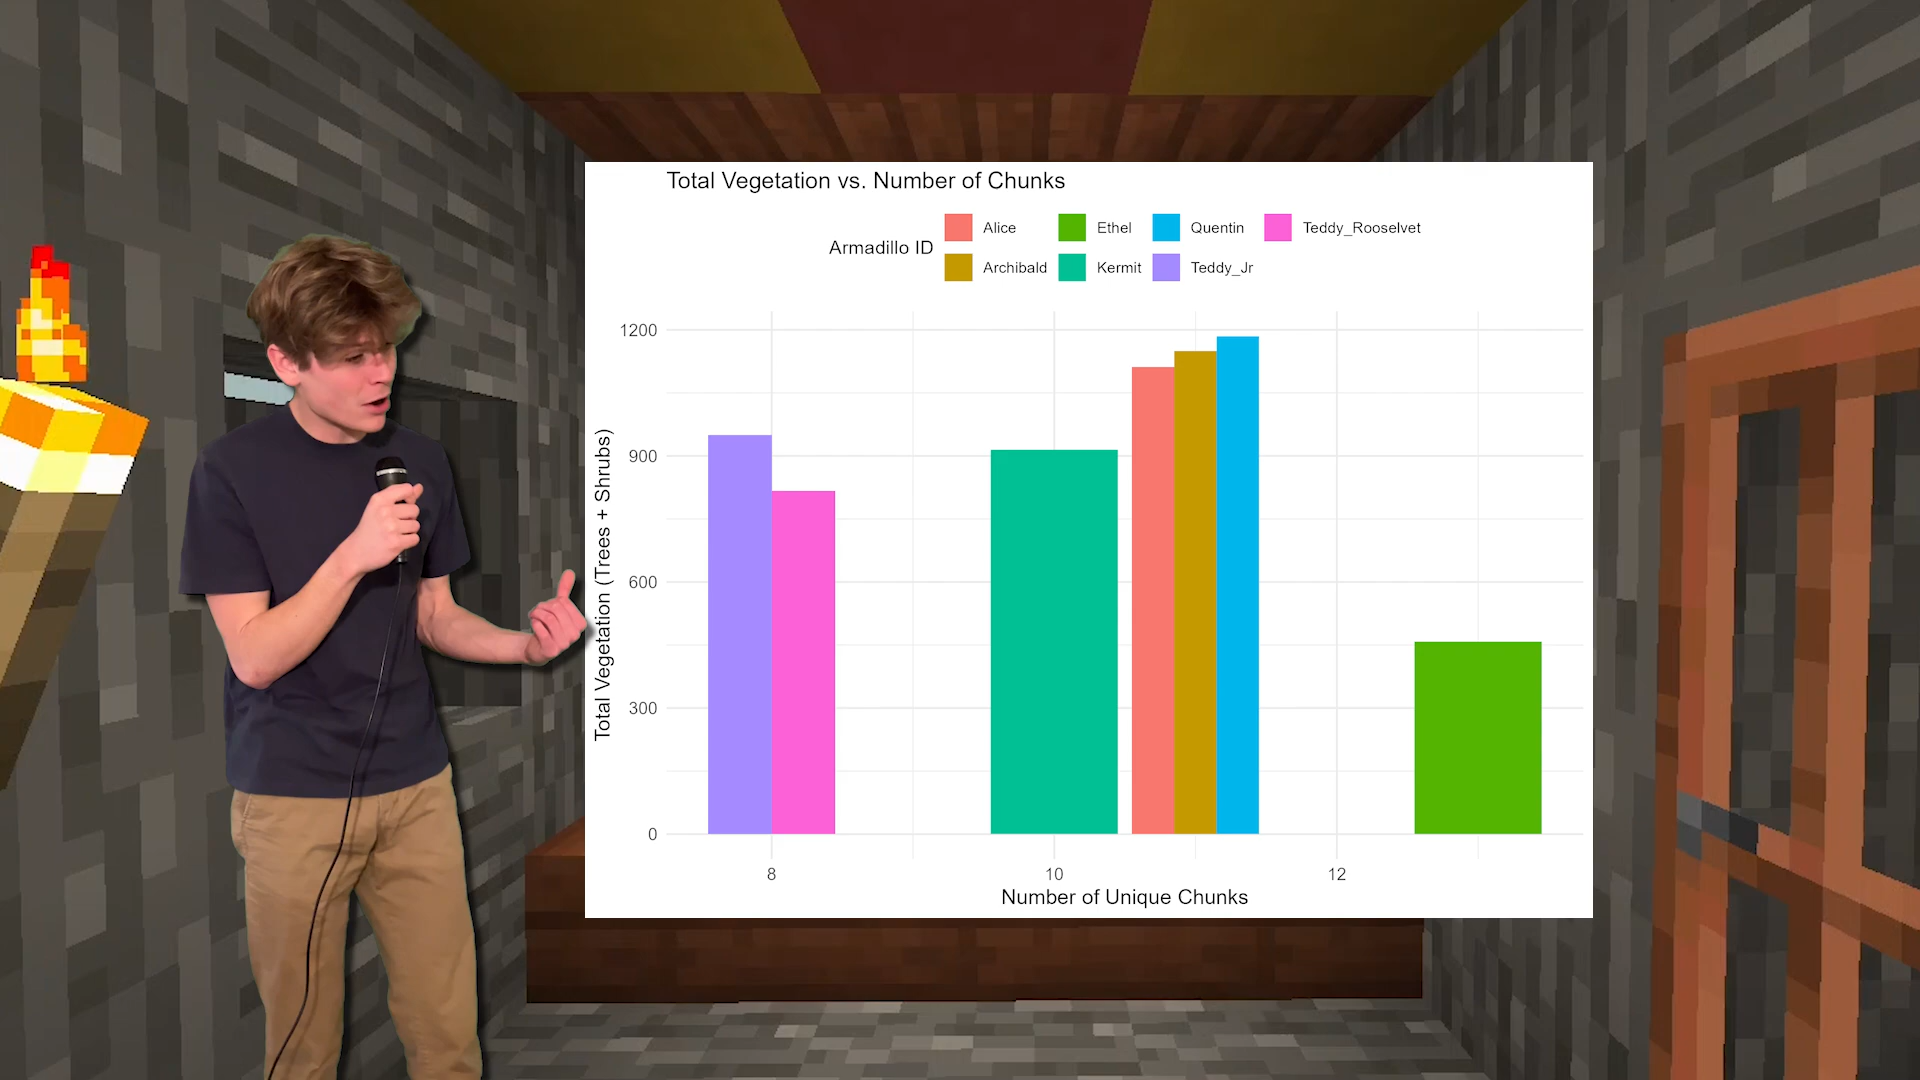 Total Vegetation vs. Number of Chunks
Armadillo ID
Alice
Ethel
Quentin
Teddy_Rooselvet
Archibald
Kermit
Teddy_Jr
Total Vegetation (Trees + Shrubs)
1200
900
600
300
0
8
10
12
Number of Unique Chunks